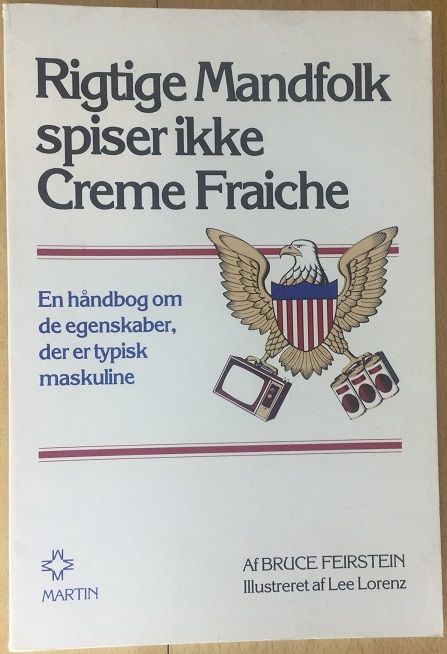 Rigtige Mandfolk
spiser ikke
Creme Fraiche
En håndbog om
de egenskaber,
der er typisk
maskuline
MARTIN
Af BRUCE FEIRSTEIN
Illustreret af Lee Lorenz